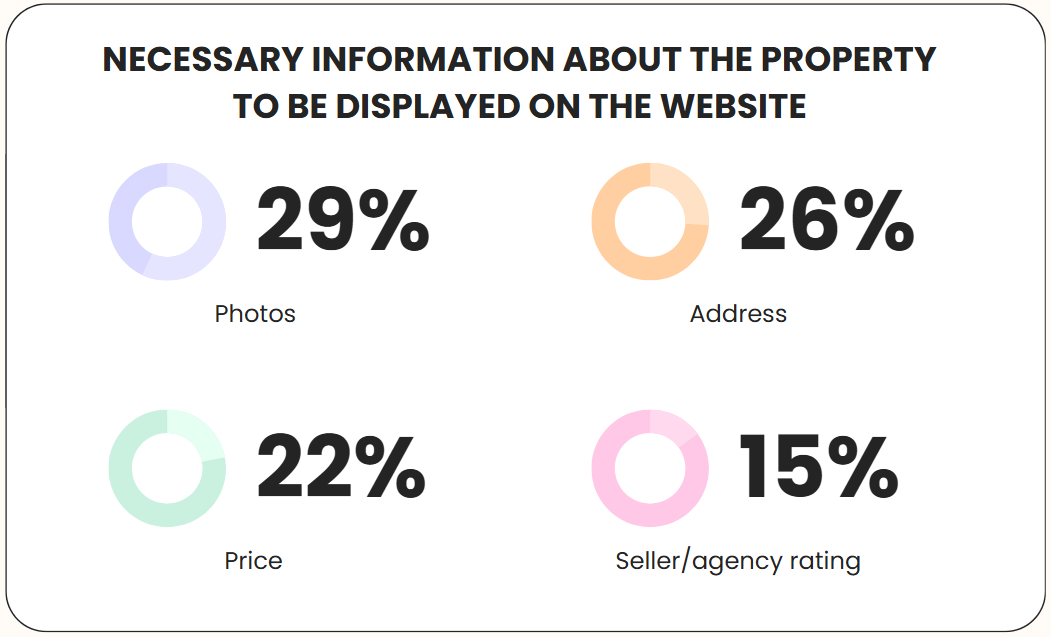 NECESSARY INFORMATION ABOUT THE PROPERTY
TO BE DISPLAYED ON THE WEBSITE
29%
Photos
26%
Address
22%
Price
15%
Seller/agency rating